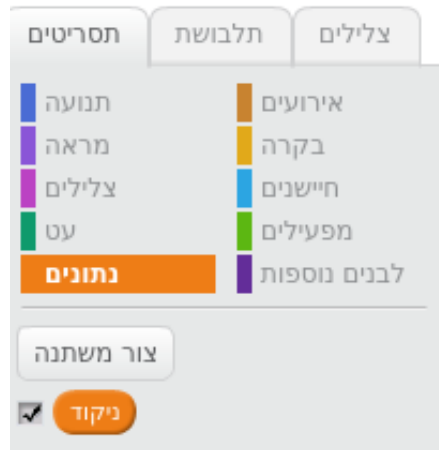 תסריטים תלבושת צלילים
תנועה אירועים
מראה בקרה
צלילים חיישנים
עט מפעילים
נתונים לבנים נוספות
צור משתנה
ניקוד